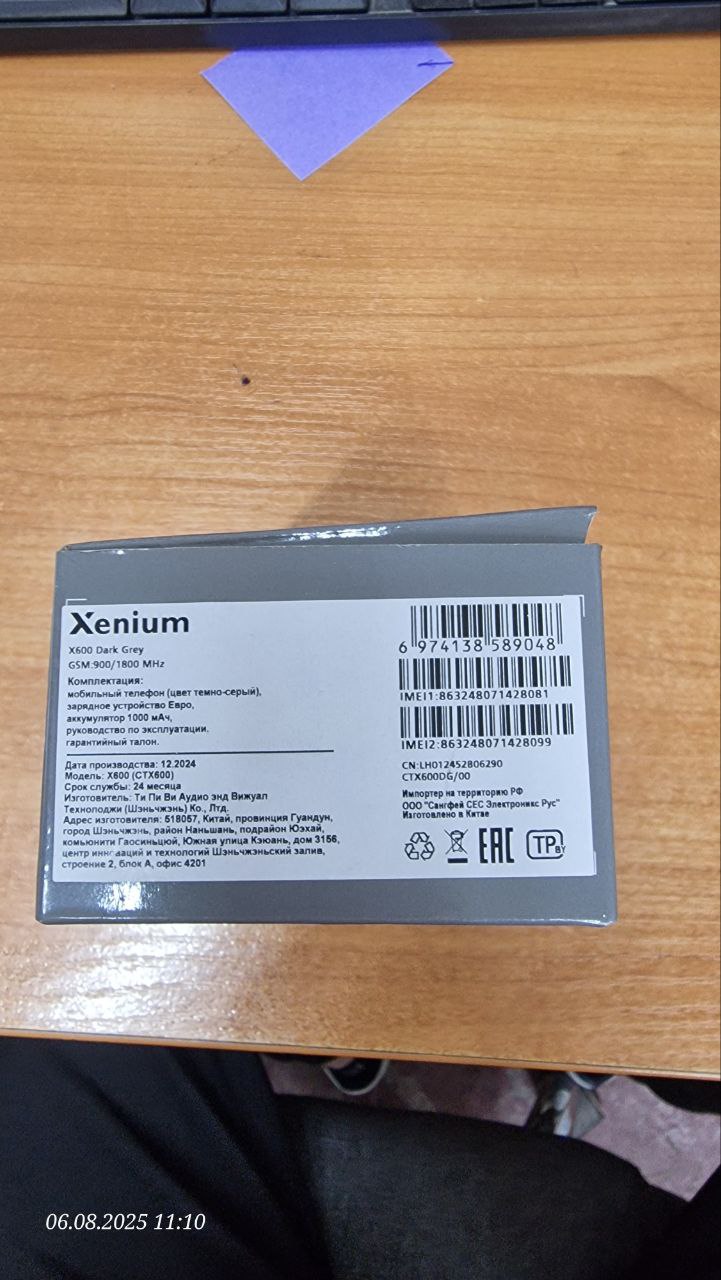 Xenium
X600 Dark Grey
GSM:900/1800 MHz
Комплектация:
мобильный телефон (цвет темно-серый),
зарядное устройство Евро,
аккумулятор 1000 мАч,
руководство по эксплуатации.
гарантийный талон.
Дата производства: 12.2024
Модель: X600 (CTX600)
Срок службы: 24 месяца
Изготовитель: Ти Пи Ви Аудио энд Вижуал
Технолоджи (Шэньчжэнь) Ко., Лтд.
Адрес изготовителя: 518057, Китай, провинция Гуандун,
город Шэньчжэнь, район Наньшань, подрайон Юэхай,
комьюнити Гаосиньцюй, Южная улица Кэюань, дом 3156,
центр инноваций и технологий Шэньчжэньский залив,
строение 2, блок А, офис 4201
6 974138 589048
IMEI1:863248071428081
IMEI2:863248071428099
CN:LH012452806290
CTX600DG/00
Импортер на территорию РФ
ООО "Сангфей СЕС Электроникс Рус"
Изготовлено в Китае
EAC
TP BY
06.08.2025 11:10